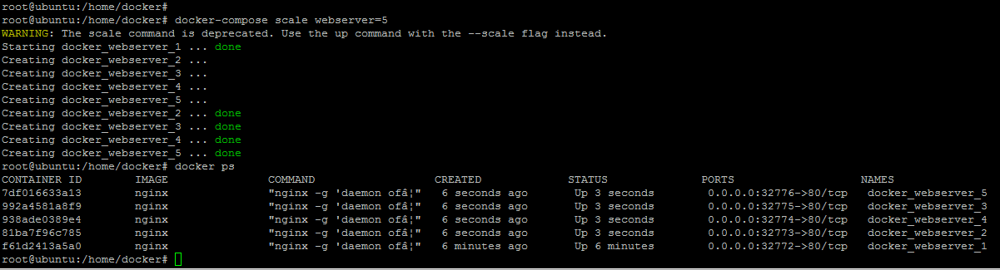 root@ubuntu:/home/docker#
root@ubuntu:/home/docker# docker-compose scale webserver=5
WARNING: The scale command is deprecated. Use the up command with the --scale flag instead.
Starting docker_webserver_1 ... done
Creating docker_webserver_2 ...
Creating docker_webserver_3 ...
Creating docker_webserver_4 ...
Creating docker_webserver_5 ...
Creating docker_webserver_2 ... done
Creating docker_webserver_3 ... done
Creating docker_webserver_4 ... done
Creating docker_webserver_5 ... done
root@ubuntu:/home/docker# docker ps
CONTAINER ID        IMAGE               COMMAND                  CREATED             STATUS              PORTS                   NAMES
7df016633a13        nginx               "nginx -g 'daemon ofâ¦"   6 seconds ago       Up 3 seconds        0.0.0.0:32776->80/tcp   docker_webserver_5
992a4581a8f9        nginx               "nginx -g 'daemon ofâ¦"   6 seconds ago       Up 3 seconds        0.0.0.0:32775->80/tcp   docker_webserver_3
938ade0389e4        nginx               "nginx -g 'daemon ofâ¦"   6 seconds ago       Up 3 seconds        0.0.0.0:32774->80/tcp   docker_webserver_4
81ba7f96c785        nginx               "nginx -g 'daemon ofâ¦"   6 seconds ago       Up 3 seconds        0.0.0.0:32773->80/tcp   docker_webserver_2
f61d2413a5a0        nginx               "nginx -g 'daemon ofâ¦"   6 minutes ago       Up 6 minutes        0.0.0.0:32772->80/tcp   docker_webserver_1
root@ubuntu:/home/docker#